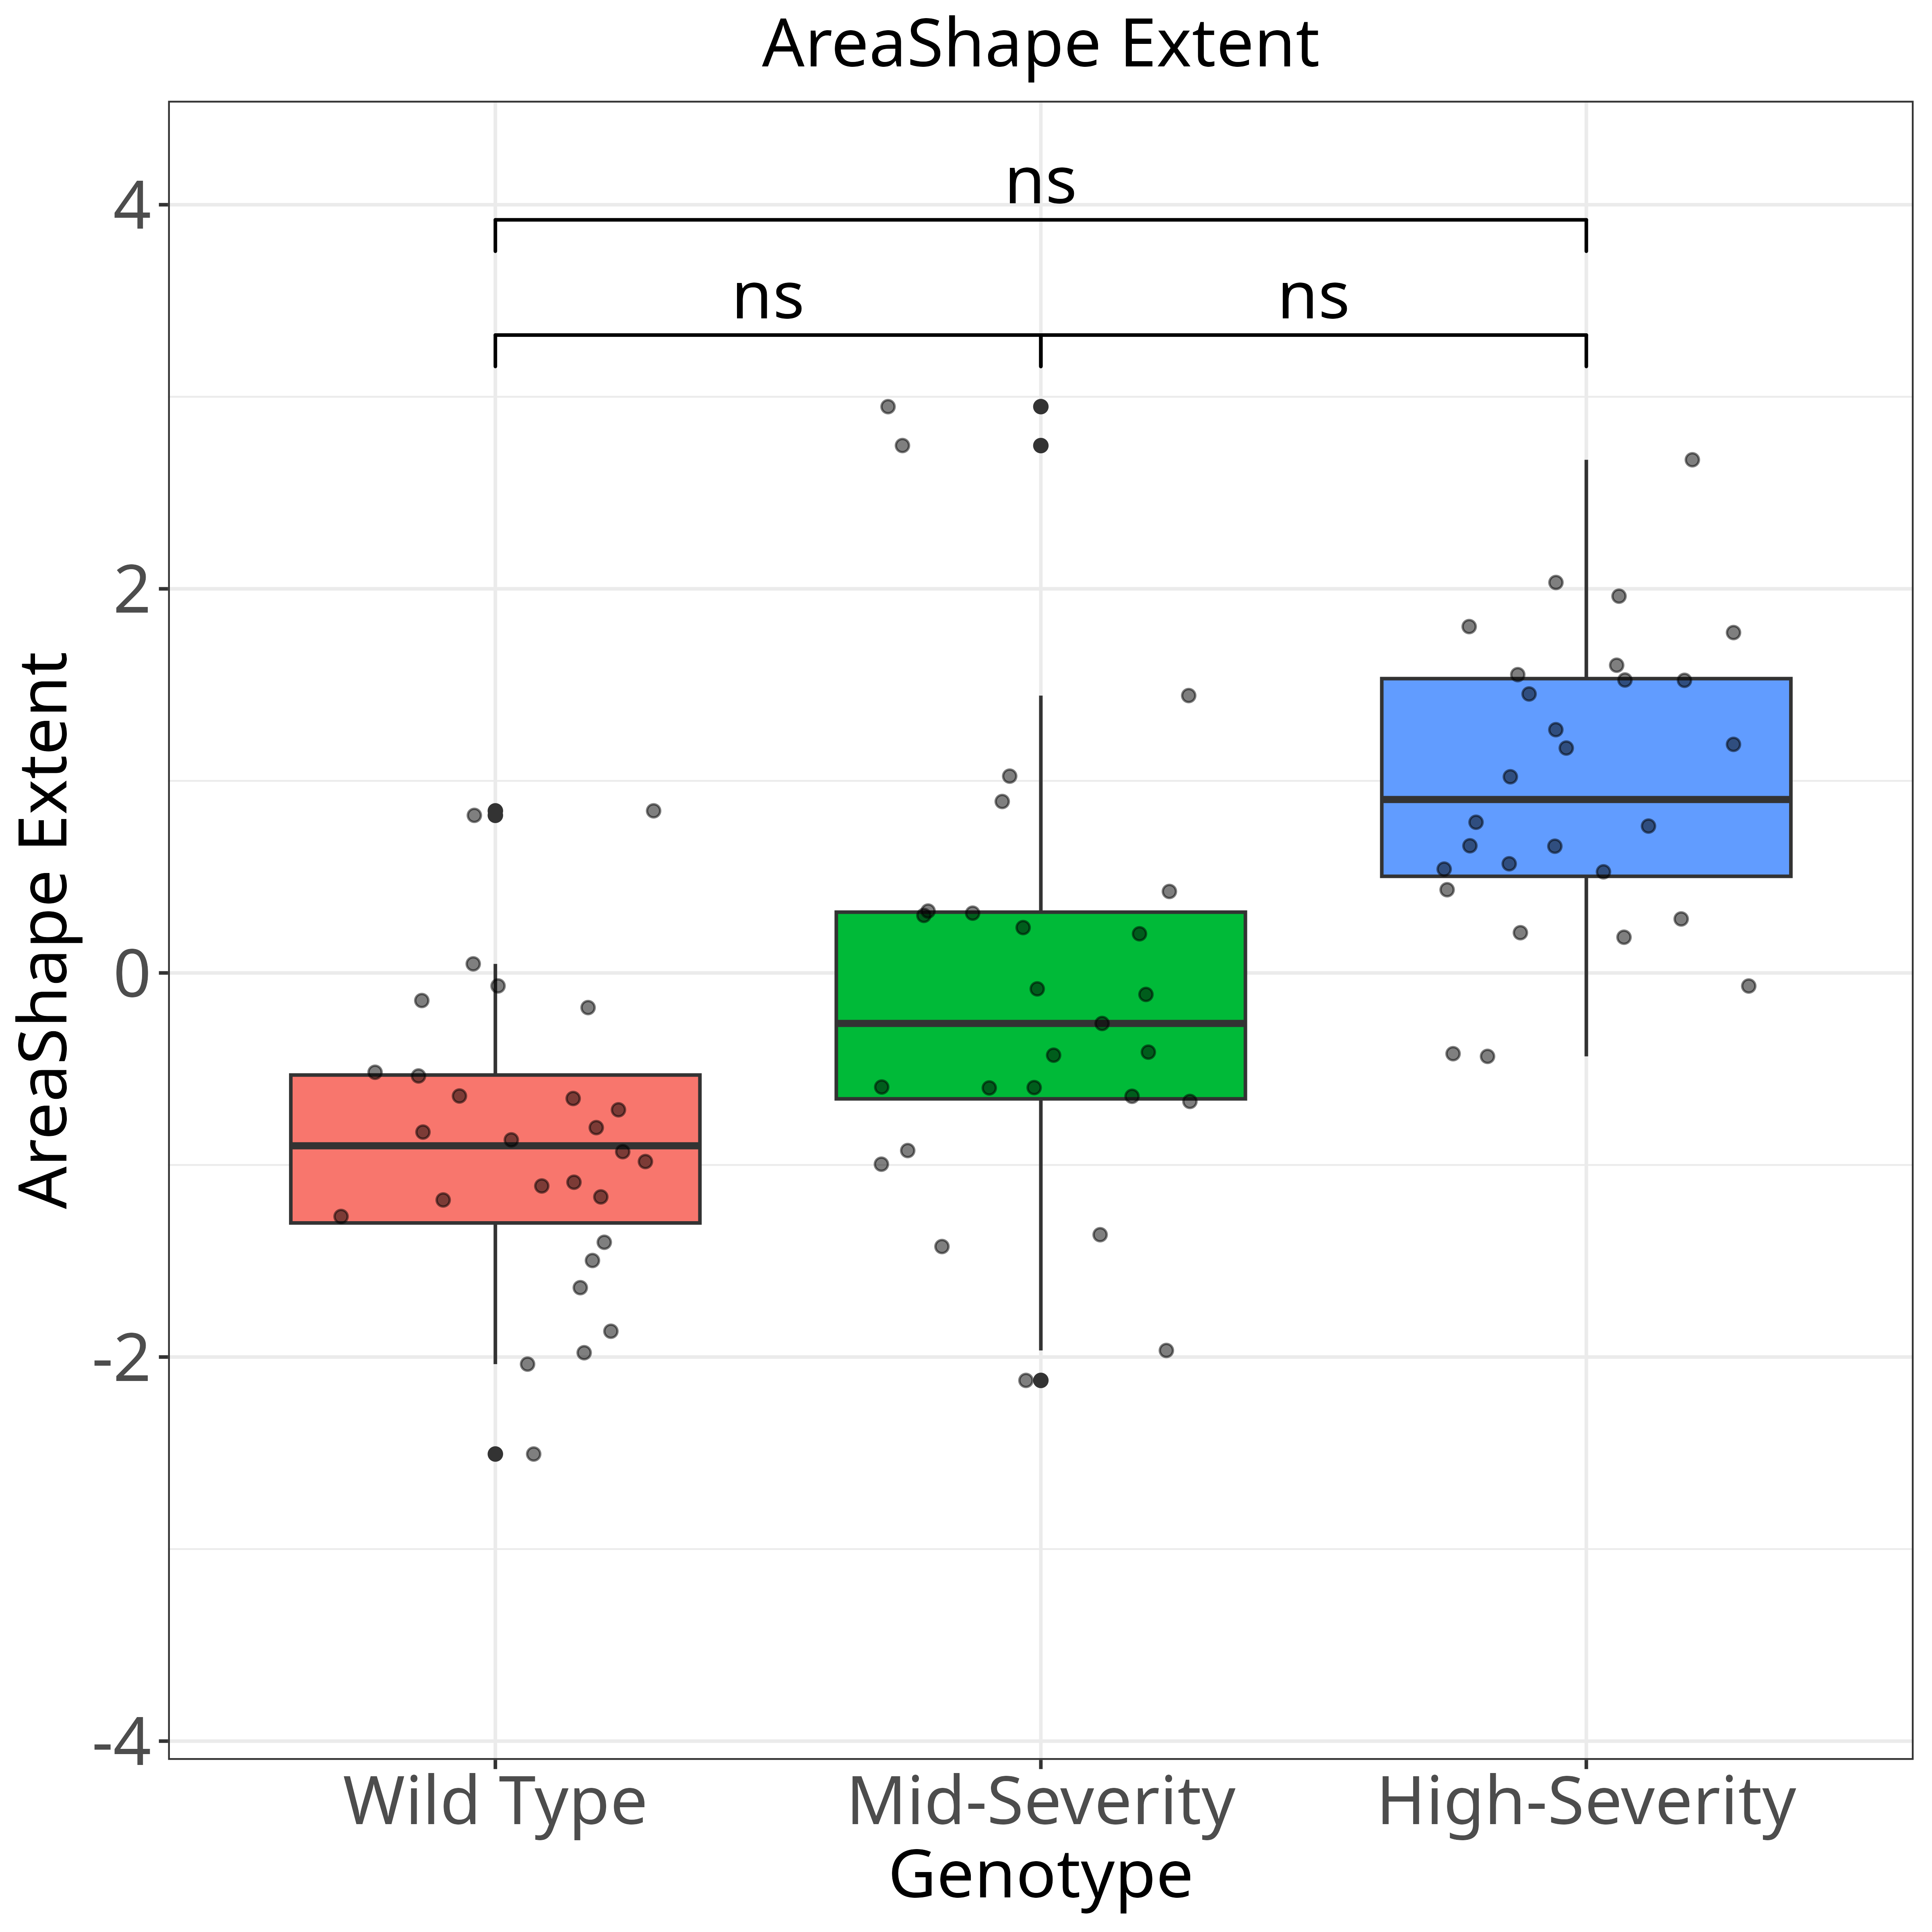 AreaShape Extent
ns
ns ns
4
2
0
-2
-4
AreaShape Extent
Wild Type Mid-Severity High-Severity
Genotype